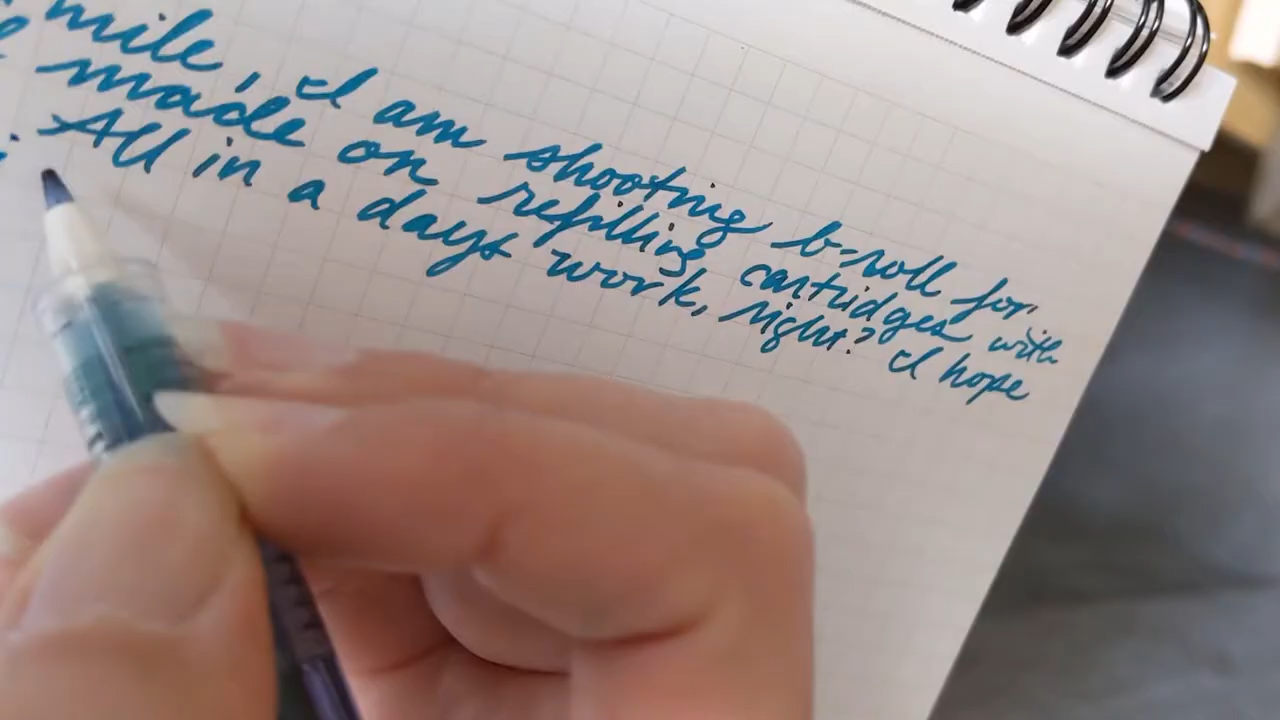 mile, I am shooting b-roll for
made on refilling cartridges with
. All in a days work, right? I hope